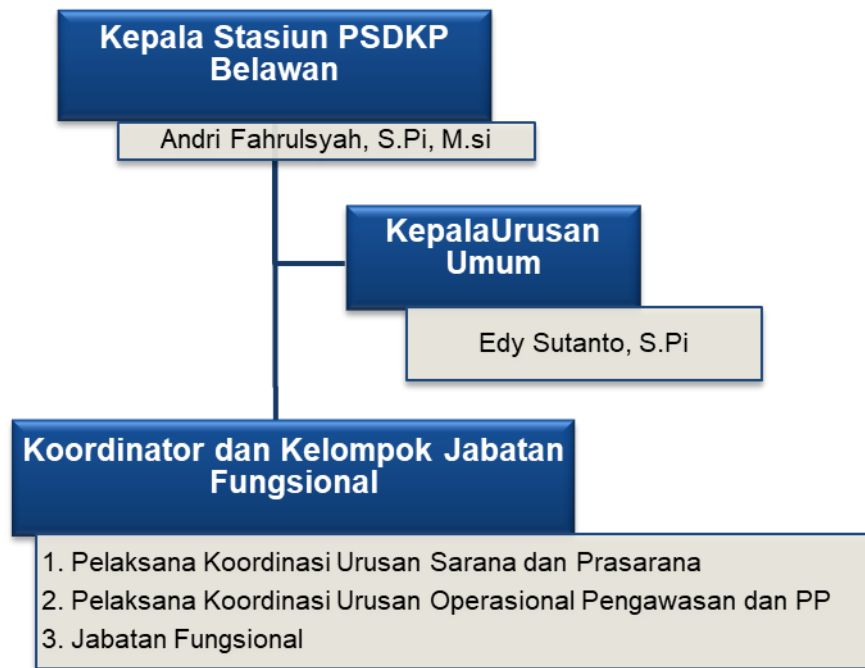 Kepala Stasiun PSDKP
Belawan
Andri Fahrulsyah, S.Pi, M.si
KepalaUrusan
Umum
Edy Sutanto, S.Pi
Koordinator dan Kelompok Jabatan
Fungsional
1. Pelaksana Koordinasi Urusan Sarana dan Prasarana
2. Pelaksana Koordinasi Urusan Operasional Pengawasan dan PP
3. Jabatan Fungsional